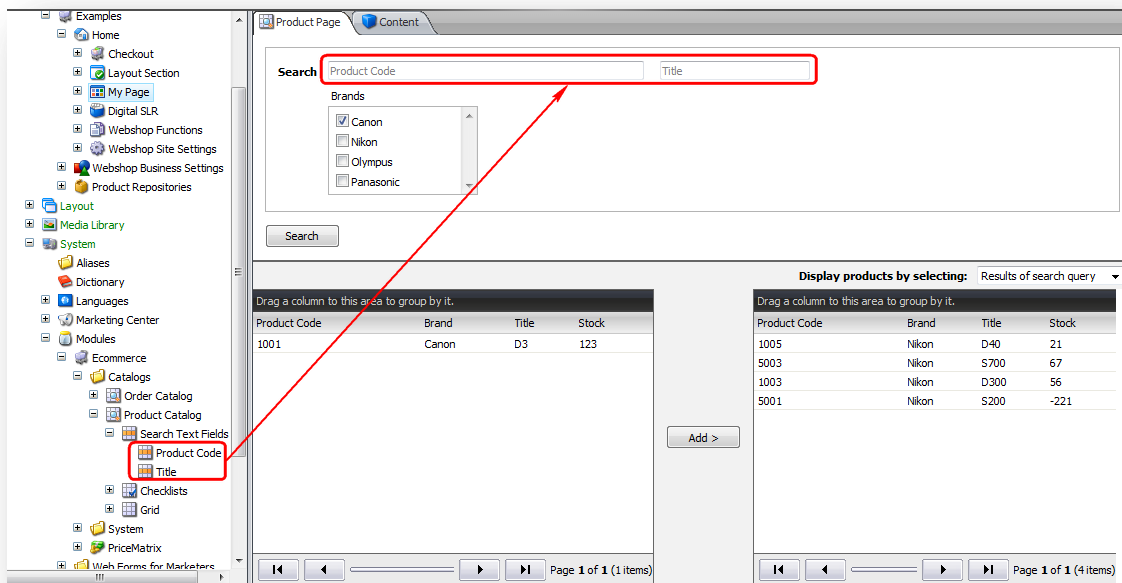 Examples
Home
Checkout
Layout Section
My Page
Digital SLR
Webshop Functions
Webshop Site Settings
Webshop Business Settings
Product Repositories
Layout
Media Library
System
Aliases
Dictionary
Languages
Marketing Center
Modules
Ecommerce
Catalogs
Order Catalog
Product Catalog
Search Text Fields
Product Code
Title
Checklists
Grid
System
PriceMatrix
Web Forms for Marketers
Product Page Content
Search Product Code Title
Brands
Canon
Nikon
Olympus
Panasonic
Search
Display products by selecting: Results of search query
Drag a column to this area to group by it.
Product Code Brand Title Stock
1001 Canon D3 123
Page 1 of 1 (1 items)
Add >
Drag a column to this area to group by it.
Product Code Brand Title Stock
1005 Nikon D40 21
5003 Nikon S700 67
1003 Nikon D300 56
5001 Nikon S200 -221
Page 1 of 1 (4 items)